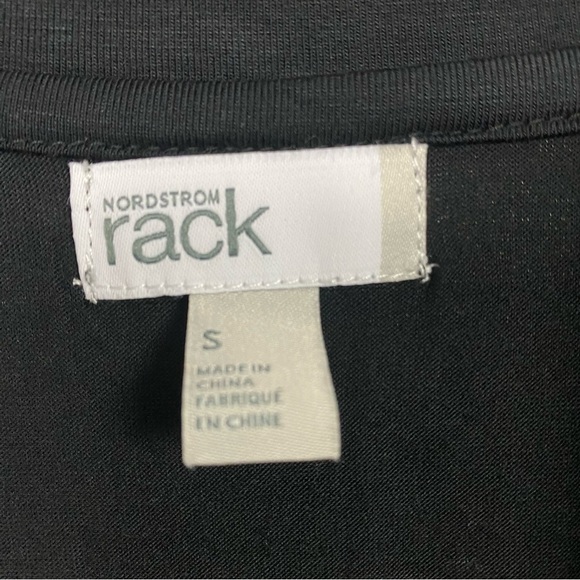 NORDSTROM
rack
S
MADE IN
CHINA
FABRIQUÉ
EN CHINE